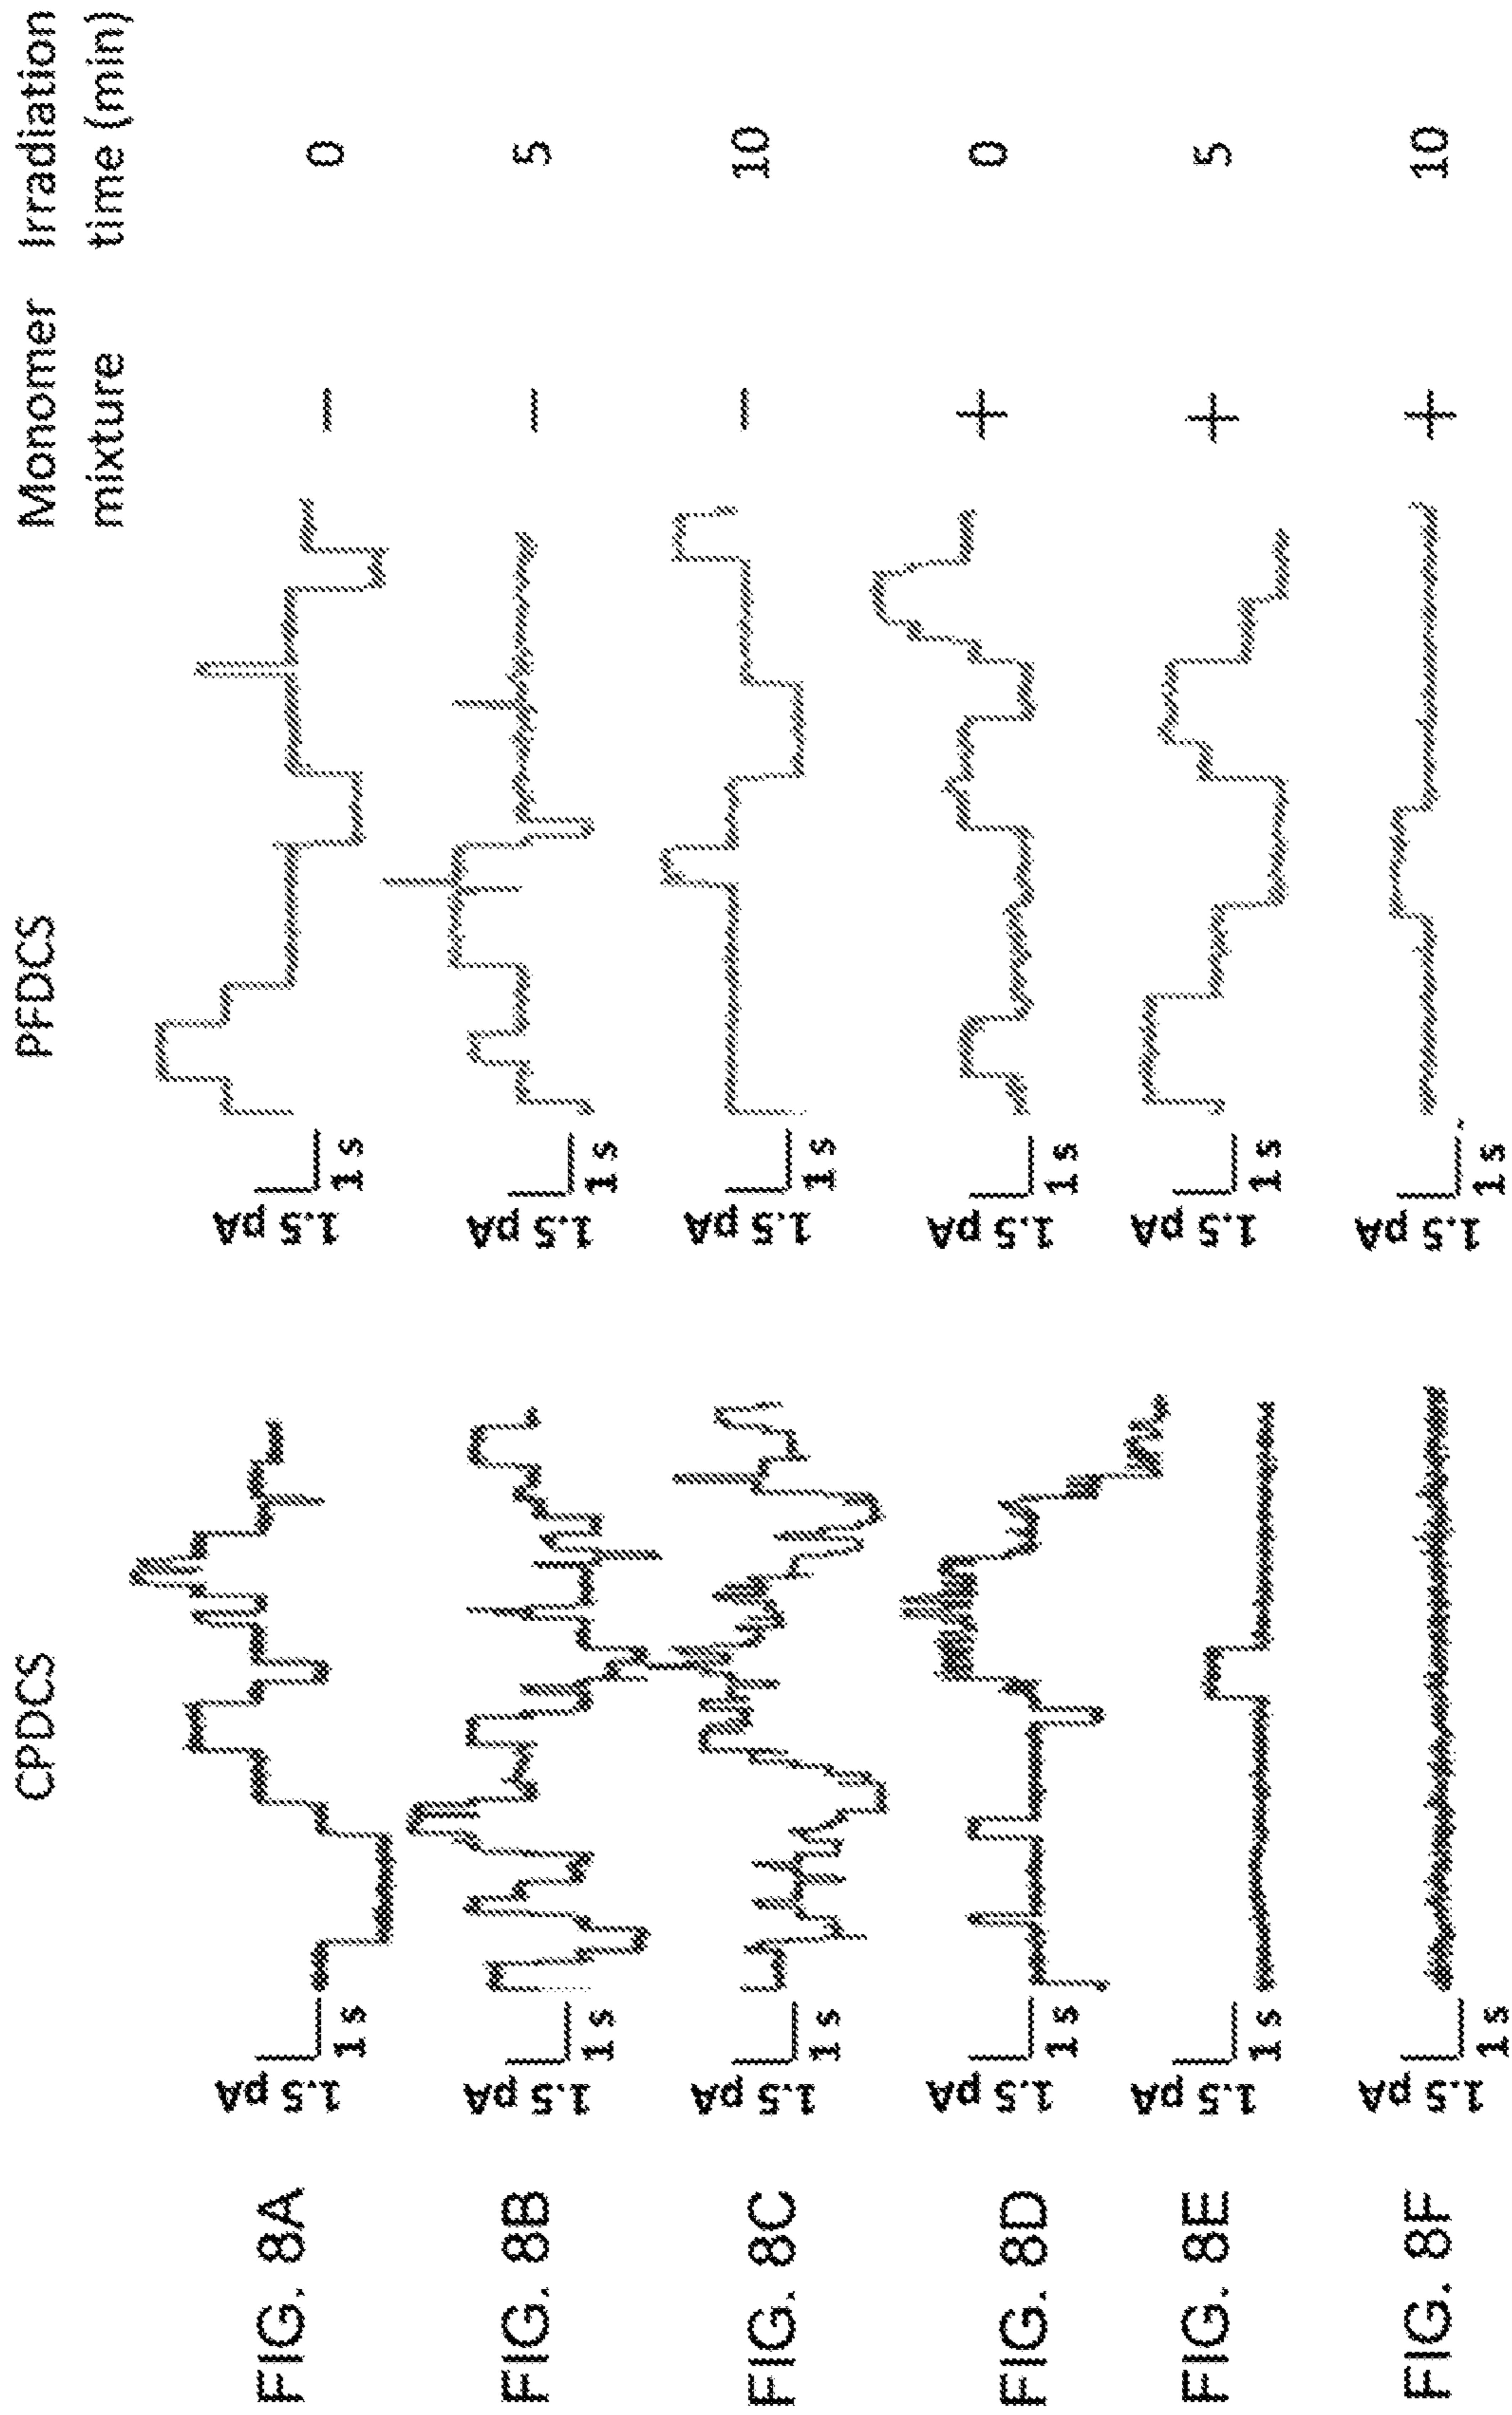 CPDCS PFDCS Monomer mixture Irradiation time (min)
FIG. 8A 1.5 pA 1 s 1.5 pA 1 s − 0
FIG. 8B 1.5 pA 1 s 1.5 pA 1 s − 5
FIG. 8C 1.5 pA 1 s 1.5 pA 1 s − 10
FIG. 8D 1.5 pA 1 s 1.5 pA 1 s + 0
FIG. 8E 1.5 pA 1 s 1.5 pA 1 s + 5
FIG. 8F 1.5 pA 1 s 1.5 pA 1 s + 10